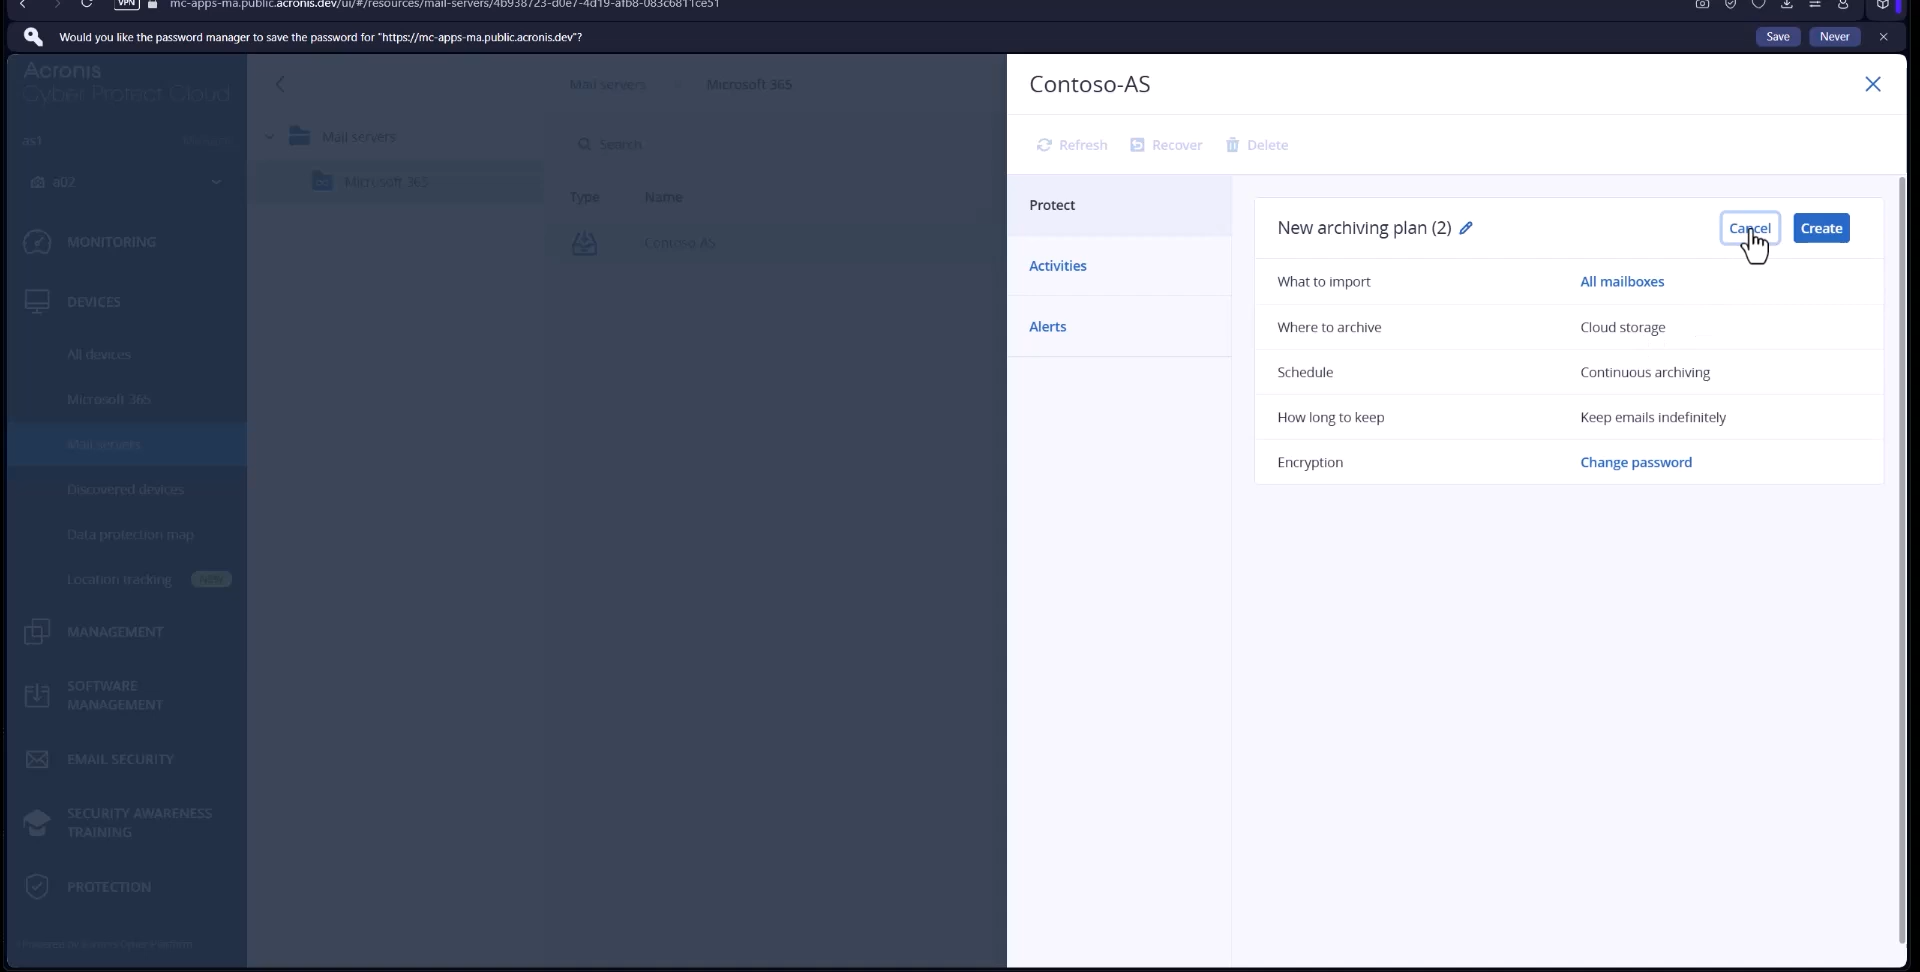 VPN
mc-apps-ma.public.acronis.dev/ui/#/resources/mail-servers/4b938723-d0e7-4d19-afb8-083c6811ce51
Would you like the password manager to save the password for "https://mc-apps-ma.public.acronis.dev"?
Save
Never
Acronis
Cyber Protect Cloud
as1
a02
MONITORING
DEVICES
All devices
Microsoft 365
Mail servers
Discovered devices
Data protection map
Location tracking
NEW
MANAGEMENT
SOFTWARE
MANAGEMENT
EMAIL SECURITY
SECURITY AWARENESS
TRAINING
PROTECTION
Mail servers
Microsoft 365
Mail servers
Microsoft 365
Search
Type
Name
Contoso-AS
Contoso-AS
Refresh
Recover
Delete
Protect
Activities
Alerts
New archiving plan (2)
Cancel
Create
What to import
All mailboxes
Where to archive
Cloud storage
Schedule
Continuous archiving
How long to keep
Keep emails indefinitely
Encryption
Change password